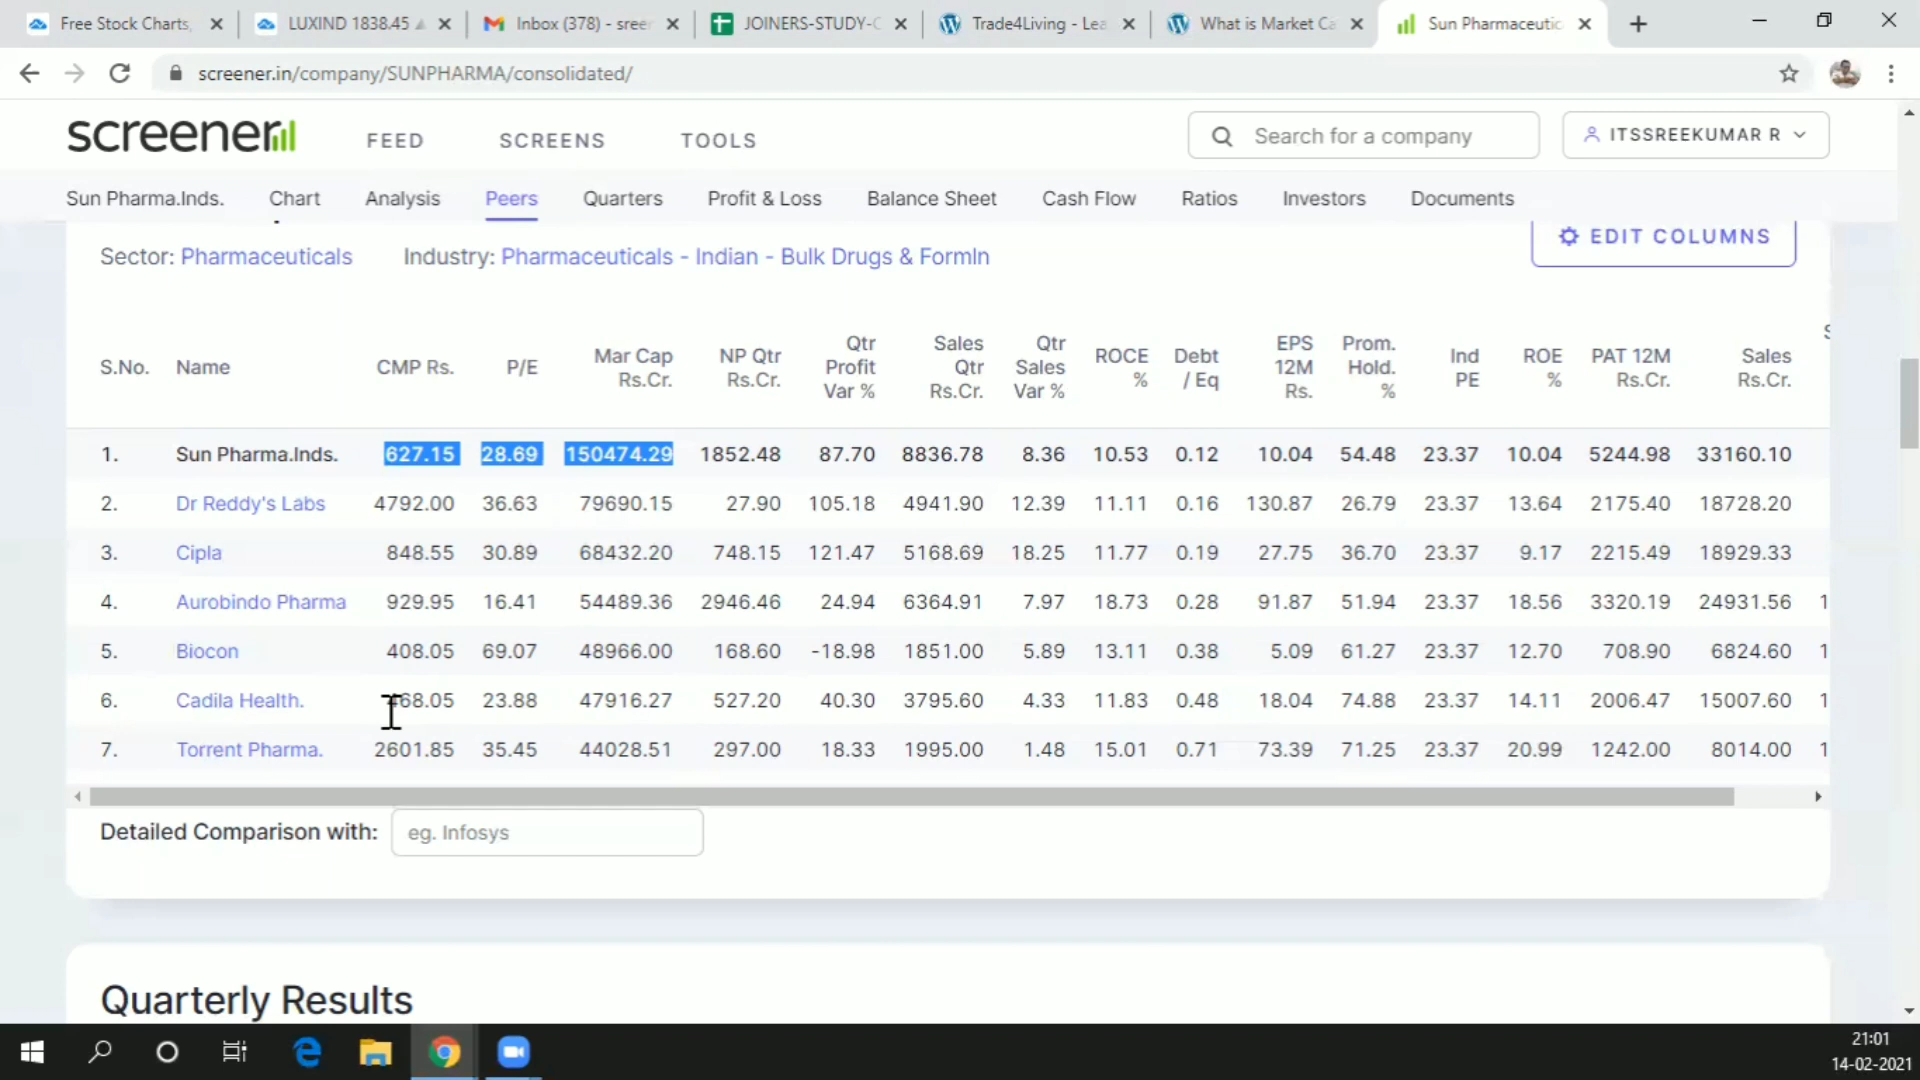 Free Stock Charts,
LUXIND 1838.45
Inbox (378) - sree
JOINERS-STUDY-C
Trade4Living - Lea
What is Market Ca
Sun Pharmaceutic
screener.in/company/SUNPHARMA/consolidated/
screener
FEED
SCREENS
TOOLS
Search for a company
ITSSREEKUMAR R
Sun Pharma.Inds. Chart Analysis Peers Quarters Profit & Loss Balance Sheet Cash Flow Ratios Investors Documents
Sector: Pharmaceuticals Industry: Pharmaceuticals - Indian - Bulk Drugs & Formln
EDIT COLUMNS
S.No. Name CMP Rs. P/E Mar Cap Rs.Cr. NP Qtr Rs.Cr. Qtr Profit Var % Sales Qtr Rs.Cr. Qtr Sales Var % ROCE % Debt / Eq EPS 12M Rs. Prom. Hold. % Ind PE ROE % PAT 12M Rs.Cr. Sales Rs.Cr.
1. Sun Pharma.Inds. 627.15 28.69 150474.29 1852.48 87.70 8836.78 8.36 10.53 0.12 10.04 54.48 23.37 10.04 5244.98 33160.10
2. Dr Reddy's Labs 4792.00 36.63 79690.15 27.90 105.18 4941.90 12.39 11.11 0.16 130.87 26.79 23.37 13.64 2175.40 18728.20
3. Cipla 848.55 30.89 68432.20 748.15 121.47 5168.69 18.25 11.77 0.19 27.75 36.70 23.37 9.17 2215.49 18929.33
4. Aurobindo Pharma 929.95 16.41 54489.36 2946.46 24.94 6364.91 7.97 18.73 0.28 91.87 51.94 23.37 18.56 3320.19 24931.56 1
5. Biocon 408.05 69.07 48966.00 168.60 -18.98 1851.00 5.89 13.11 0.38 5.09 61.27 23.37 12.70 708.90 6824.60 1
6. Cadila Health. 468.05 23.88 47916.27 527.20 40.30 3795.60 4.33 11.83 0.48 18.04 74.88 23.37 14.11 2006.47 15007.60 1
7. Torrent Pharma. 2601.85 35.45 44028.51 297.00 18.33 1995.00 1.48 15.01 0.71 73.39 71.25 23.37 20.99 1242.00 8014.00 1
Detailed Comparison with: eg. Infosys
Quarterly Results
21:01
14-02-2021